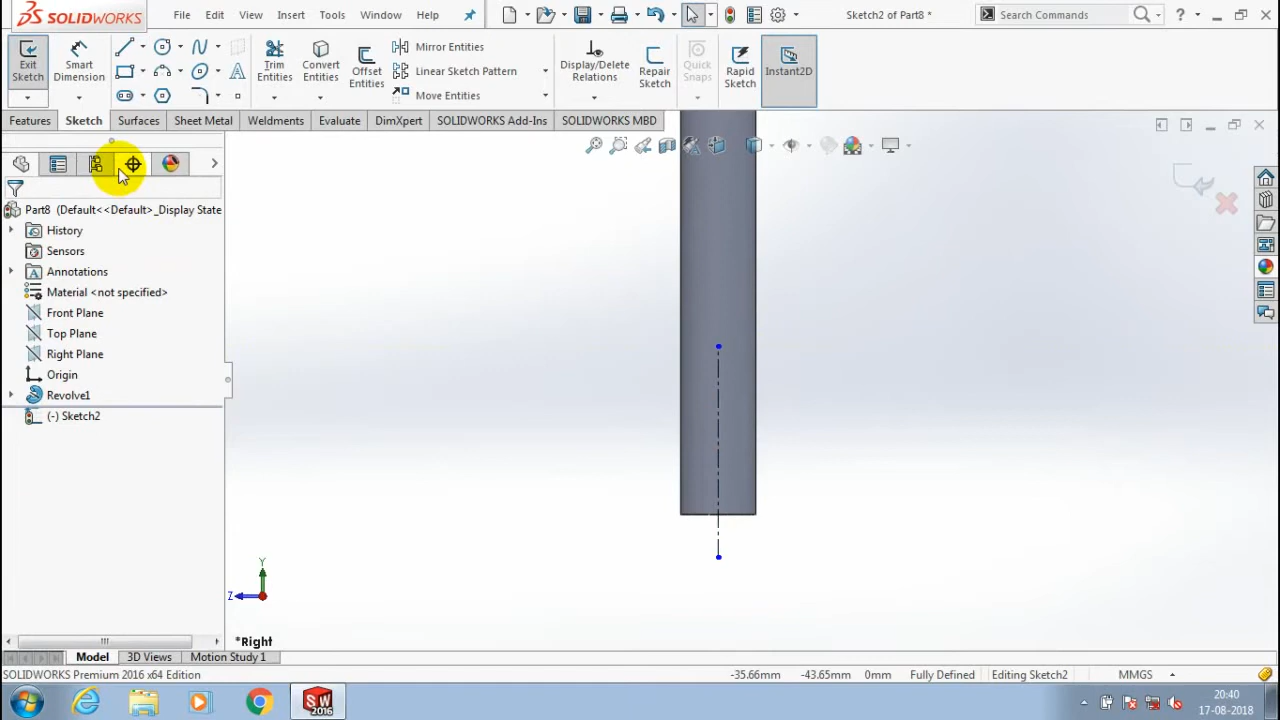 SOLIDWORKS File Edit View Insert Tools Window Help Sketch2 of Part8 * Search Commands ?
Exit Sketch Smart Dimension Trim Entities Convert Entities Offset Entities Mirror Entities Linear Sketch Pattern Move Entities Display/Delete Relations Repair Sketch Quick Snaps Rapid Sketch Instant2D
Features Sketch Surfaces Sheet Metal Weldments Evaluate DimXpert SOLIDWORKS Add-Ins SOLIDWORKS MBD
Part8 (Default<<Default>_Display State
History
Sensors
Annotations
Material <not specified>
Front Plane
Top Plane
Right Plane
Origin
Revolve1
(-) Sketch2
Y
Z
*Right
Model 3D Views Motion Study 1
SOLIDWORKS Premium 2016 x64 Edition -35.66mm -43.65mm 0mm Fully Defined Editing Sketch2 MMGS
SW 2016
20:40
17-08-2018